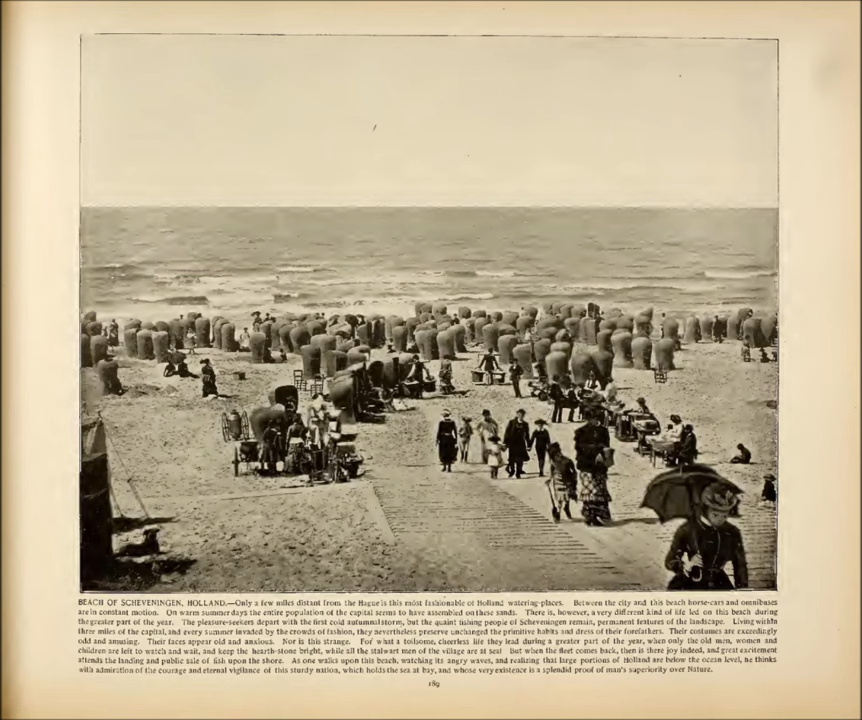 BEACH OF SCHEVENINGEN, HOLLAND.—Only a few miles distant from the Hague is this most fashionable of Holland watering-places. Between the city and this beach horse-cars and omnibuses
are in constant motion. On warm summer days the entire population of the capital seems to have assembled on these sands. There is, however, a very different kind of life led on this beach during
the greater part of the year. The pleasure-seekers depart with the first cold autumnal storm, but the quaint fishing people of Scheveningen remain, permanent features of the landscape. Living within
three miles of the capital, and every summer invaded by the crowds of fashion, they nevertheless preserve unchanged the primitive habits and dress of their forefathers. Their costumes are exceedingly
odd and amusing. Their faces appear old and anxious. Nor is this strange. For what a toilsome, cheerless life they lead during a greater part of the year, when only the old men, women and
children are left to watch and wait, and keep the hearth-stone bright, while all the stalwart men of the village are at sea! But when the fleet comes back, then is there joy indeed, and great excitement
attends the landing and public sale of fish upon the shore. As one walks upon this beach, watching its angry waves, and realizing that large portions of Holland are below the ocean level, he thinks
with admiration of the courage and eternal vigilance of this sturdy nation, which holds the sea at bay, and whose very existence is a splendid proof of man's superiority over Nature.
189